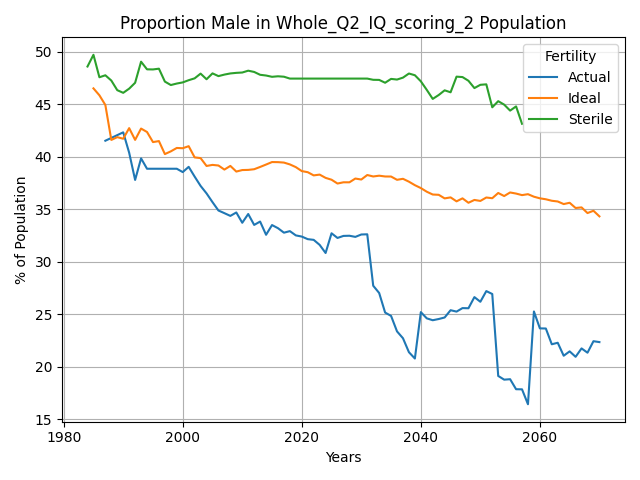 Proportion Male in Whole_Q2_IQ_scoring_2 Population
Fertility
Actual
Ideal
Sterile
% of Population
50
45
40
35
30
25
20
15
1980
2000
2020
2040
2060
Years